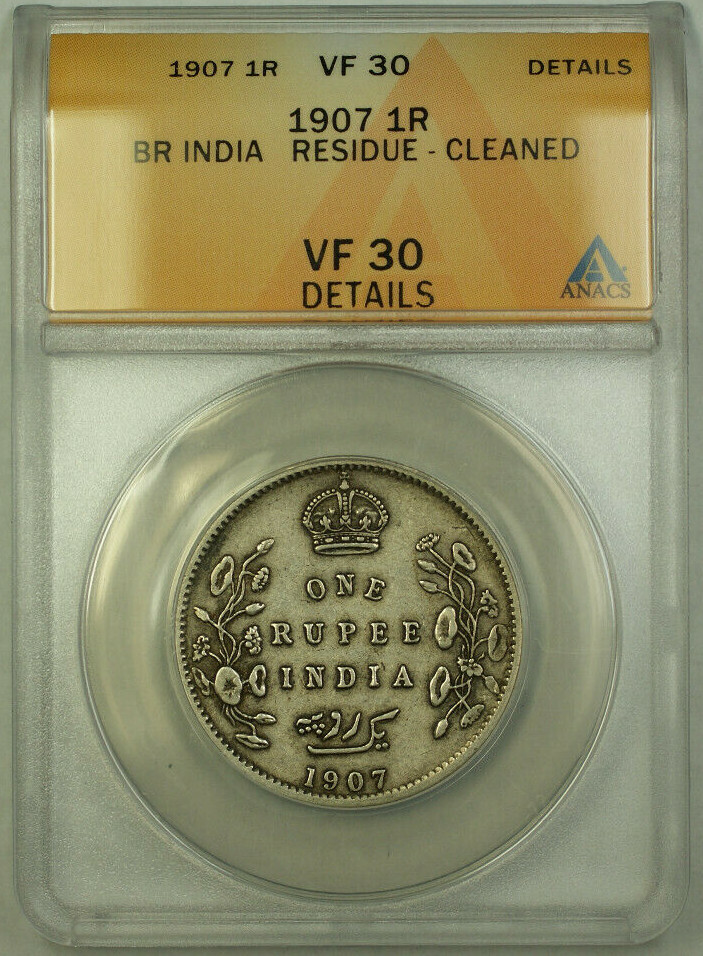 1907 1R VF 30 DETAILS
1907 1R
BR INDIA RESIDUE - CLEANED
VF 30
DETAILS
ANACS
ONE
RUPEE
INDIA
یک روپیہ
1907